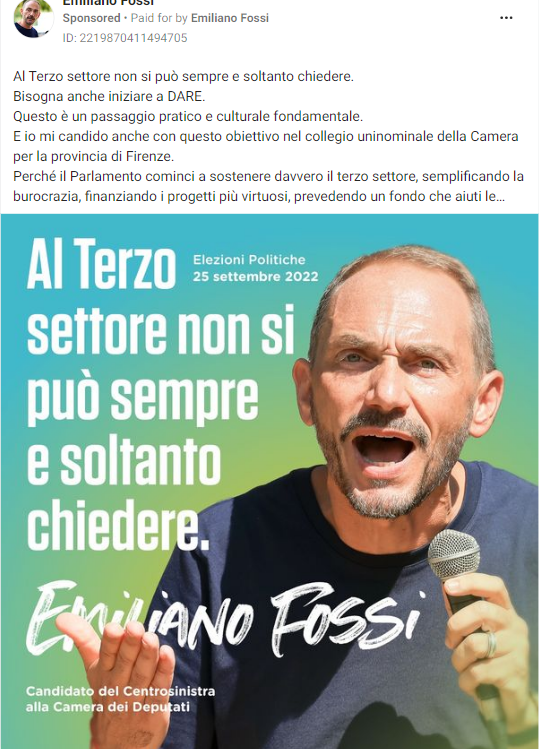 Emiliano Fossi
Sponsored • Paid for by Emiliano Fossi
ID: 2219870411494705
Al Terzo settore non si può sempre e soltanto chiedere.
Bisogna anche iniziare a DARE.
Questo è un passaggio pratico e culturale fondamentale.
E io mi candido anche con questo obiettivo nel collegio uninominale della Camera
per la provincia di Firenze.
Perché il Parlamento cominci a sostenere davvero il terzo settore, semplificando la
burocrazia, finanziando i progetti più virtuosi, prevedendo un fondo che aiuti le...
Al Terzo
Elezioni Politiche
25 settembre 2022
settore non si
può sempre
e soltanto
chiedere.
Emiliano Fossi
Candidato del Centrosinistra
alla Camera dei Deputati